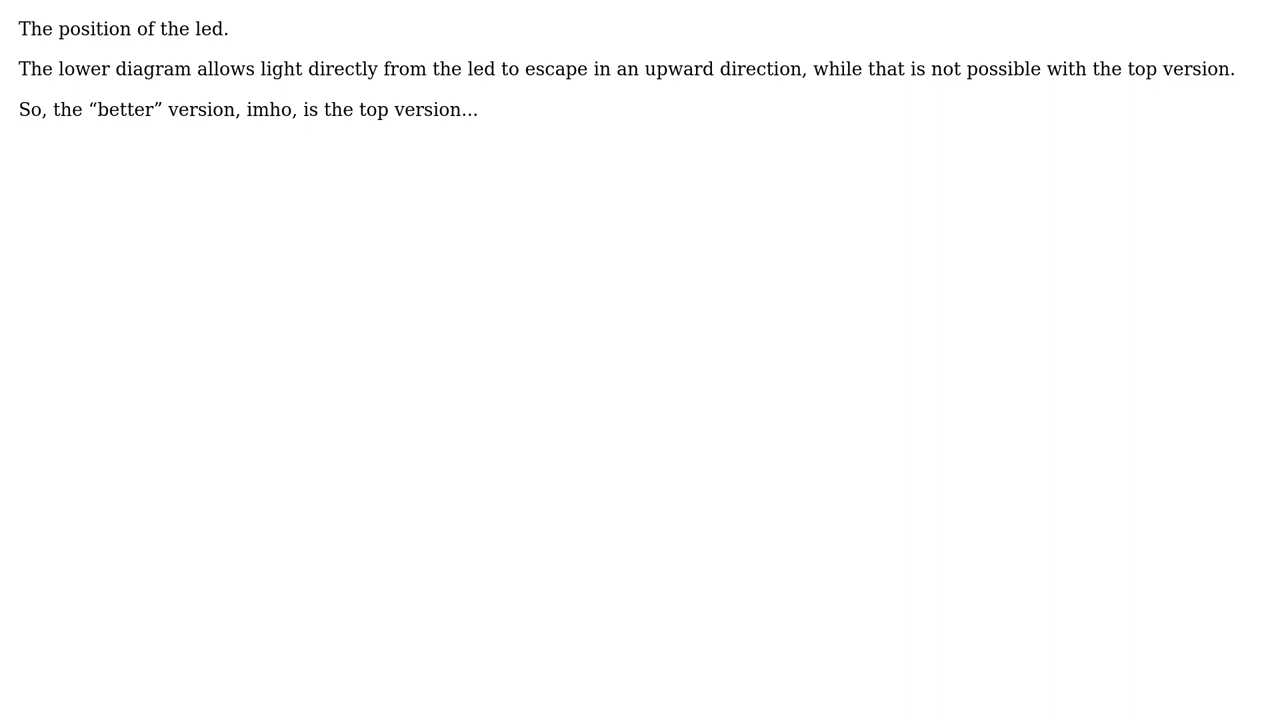 The position of the led.
The lower diagram allows light directly from the led to escape in an upward direction, while that is not possible with the top version.
So, the “better” version, imho, is the top version...